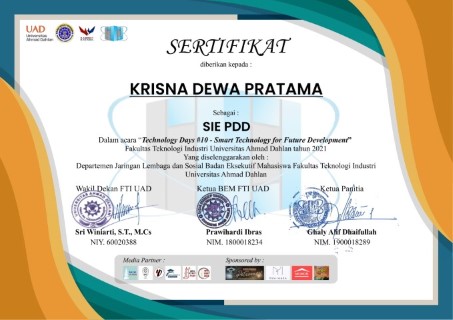 UAD
Universitas
Ahmad Dahlan
SERTIFIKAT
diberikan kepada :
KRISNA DEWA PRATAMA
Sebagai :
SIE PDD
Dalam acara "Technology Days #10 - Smart Technology for Future Development"
Fakultas Teknologi Industri Universitas Ahmad Dahlan tahun 2021
Yang diselenggarakan oleh :
Departemen Jaringan Lembaga dan Sosial Badan Eksekutif Mahasiswa Fakultas Teknologi Industri
Universitas Ahmad Dahlan
Wakil Dekan FTI UAD Ketua BEM FTI UAD Ketua Panitia
Sri Winiarti, S.T., M.Cs Prawihardi Ibras Ghaly Afif Dhaifullah
NIY. 60020388 NIM. 1800018234 NIM. 1900018289
Media Partner : Sponsored by :